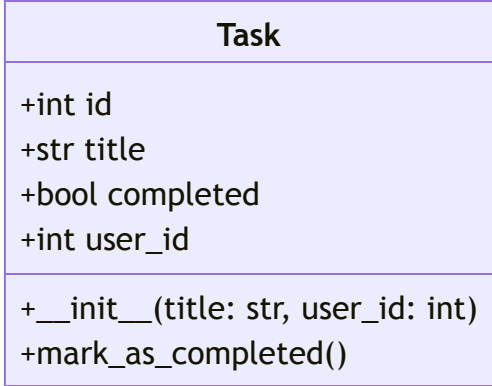 Task
+int id
+str title
+bool completed
+int user_id
+__init__(title: str, user_id: int)
+mark_as_completed()